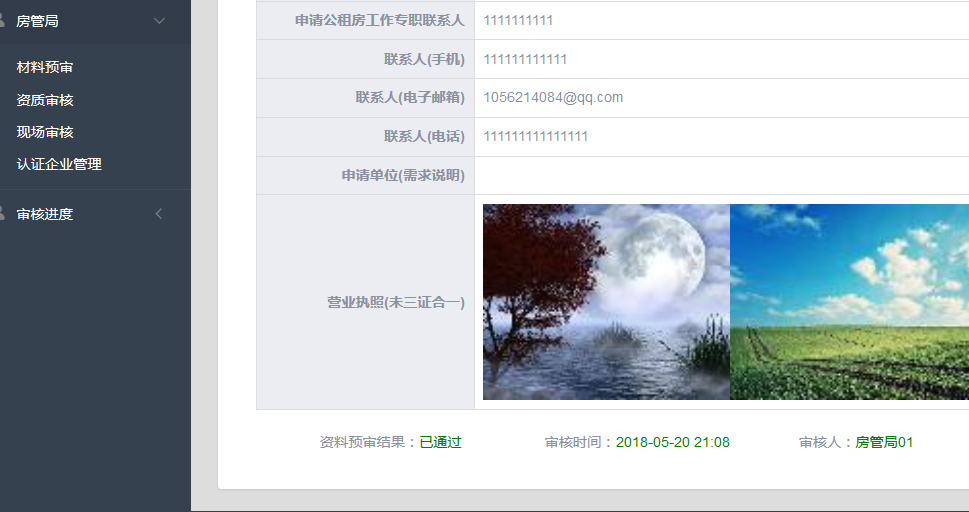 房管局
材料预审
资质审核
现场审核
认证企业管理
审核进度
申请公租房工作专职联系人 1111111111
联系人(手机) 111111111111
联系人(电子邮箱) 1056214084@qq.com
联系人(电话) 111111111111111
申请单位(需求说明)
营业执照(未三证合一)
资料预审结果：已通过 审核时间：2018-05-20 21:08 审核人：房管局01